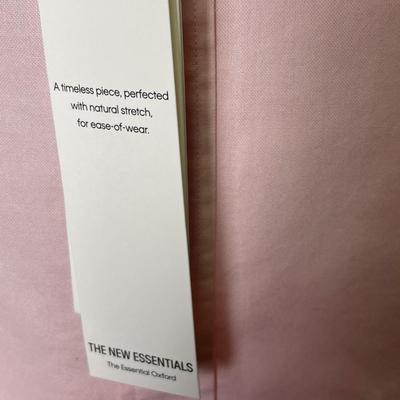 A timeless piece, perfected
with natural stretch,
for ease-of-wear.
THE NEW ESSENTIALS
The Essential Oxford